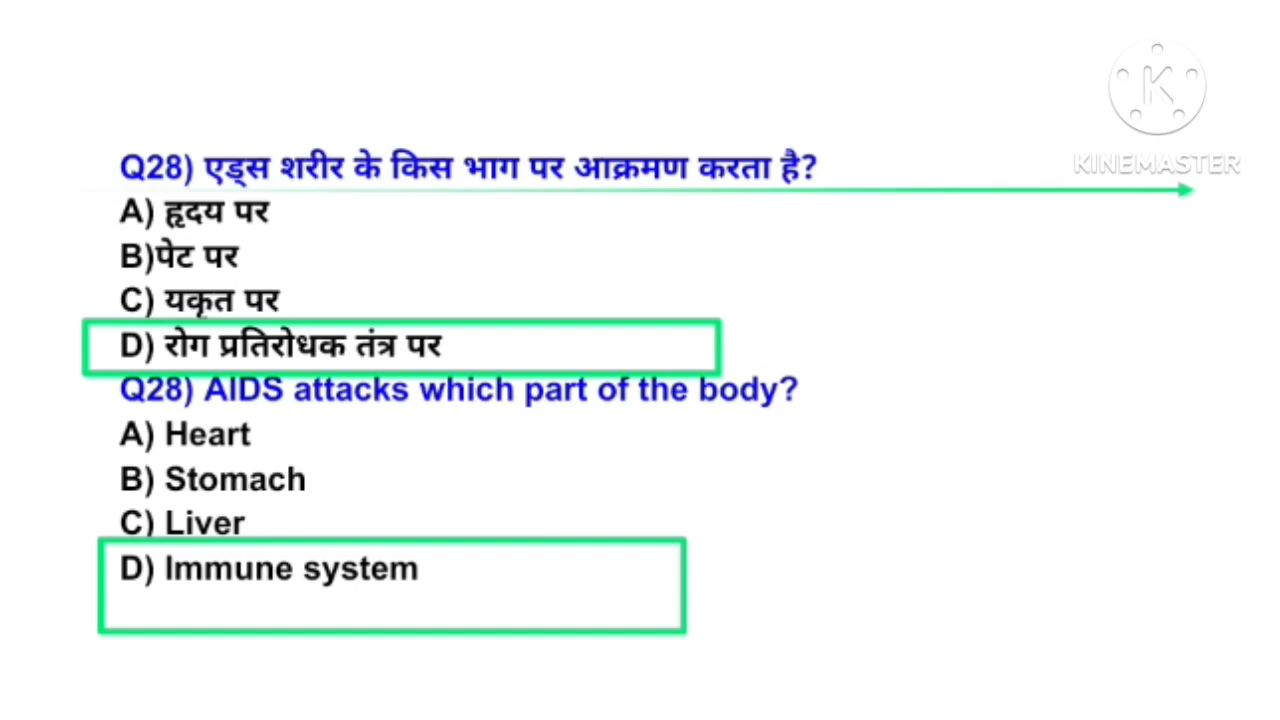 KINEMASTER
Q28) एड्स शरीर के किस भाग पर आक्रमण करता है?
A) हृदय पर
B)पेट पर
C) यकृत पर
D) रोग प्रतिरोधक तंत्र पर
Q28) AIDS attacks which part of the body?
A) Heart
B) Stomach
C) Liver
D) Immune system